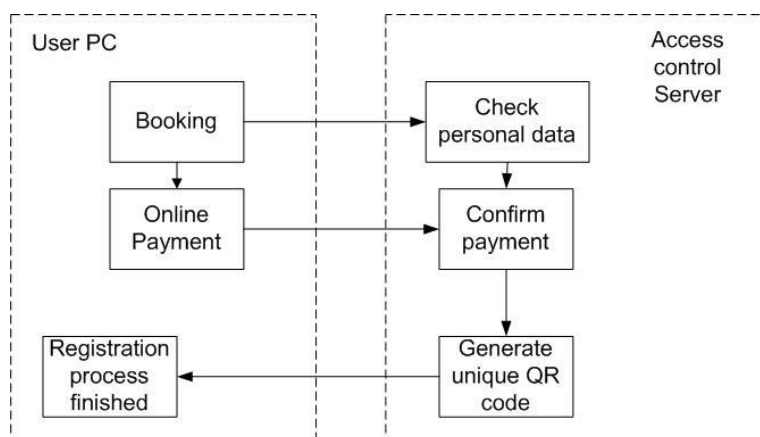 User PC
Access
control
Server
Booking
Check
personal data
Online
Payment
Confirm
payment
Registration
process
finished
Generate
unique QR
code